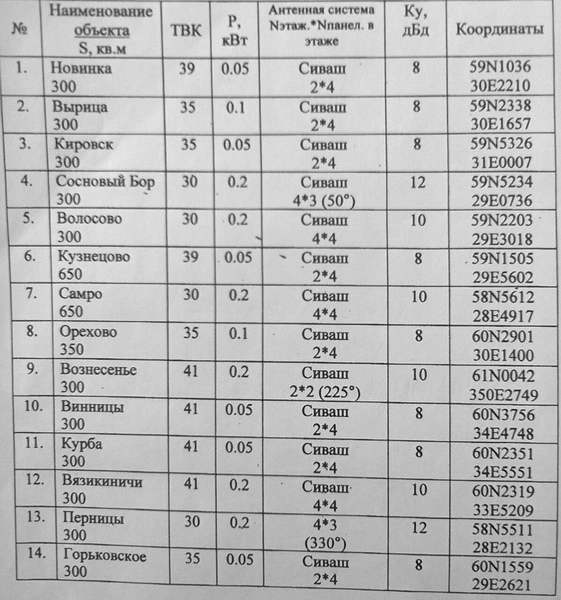 № Наименование объекта S, кв.м ТВК P, кВт Антенная система Nэтаж.*Nпанел. в этаже Ку, дБд Координаты
1. Новинка 39 0.05 Сиваш 8 59N1036
300 2*4 30E2210
2. Вырица 35 0.1 Сиваш 8 59N2338
300 2*4 30E1657
3. Кировск 35 0.05 Сиваш 8 59N5326
300 2*4 31E0007
4. Сосновый Бор 30 0.2 Сиваш 12 59N5234
300 4*3 (50°) 29E0736
5. Волосово 30 0.2 Сиваш 10 59N2203
300 4*4 29E3018
6. Кузнецово 39 0.05 Сиваш 8 59N1505
650 2*4 29E5602
7. Самро 30 0.2 Сиваш 10 58N5612
650 4*4 28E4917
8. Орехово 35 0.1 Сиваш 8 60N2901
350 2*4 30E1400
9. Вознесенье 41 0.2 Сиваш 10 61N0042
300 2*2 (225°) 350E2749
10. Винницы 41 0.05 Сиваш 8 60N3756
300 2*4 34E4748
11. Курба 41 0.05 Сиваш 8 60N2351
300 2*4 34E5551
12. Вязикиничи 41 0.2 Сиваш 10 60N2319
300 4*4 33E5209
13. Перницы 30 0.2 4*3 12 58N5511
300 (330°) 28E2132
14. Горьковское 35 0.05 Сиваш 8 60N1559
300 2*4 29E2621